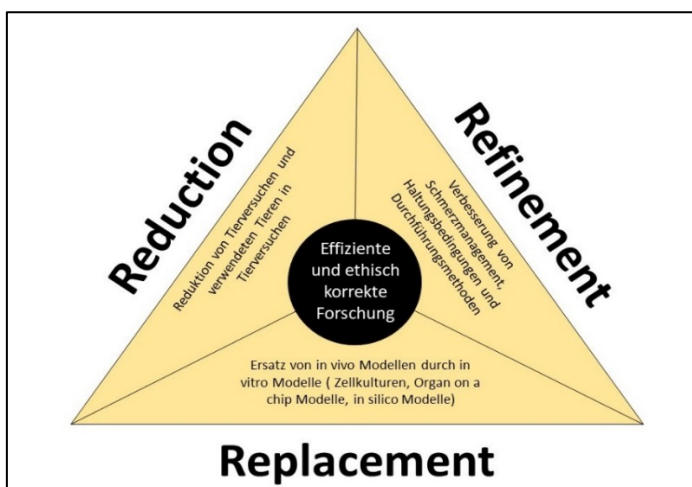 Reduction
Reduktion von Tierversuchen und
verwendeten Tieren in
Tierversuchen
Refinement
Verbesserung von
Schmerzmanagement,
Haltungsbedingungen und
Durchführungsmethoden
Effiziente
und ethisch
korrekte
Forschung
Ersatz von in vivo Modellen durch in
vitro Modelle ( Zellkulturen, Organ on a
chip Modelle, in silico Modelle)
Replacement